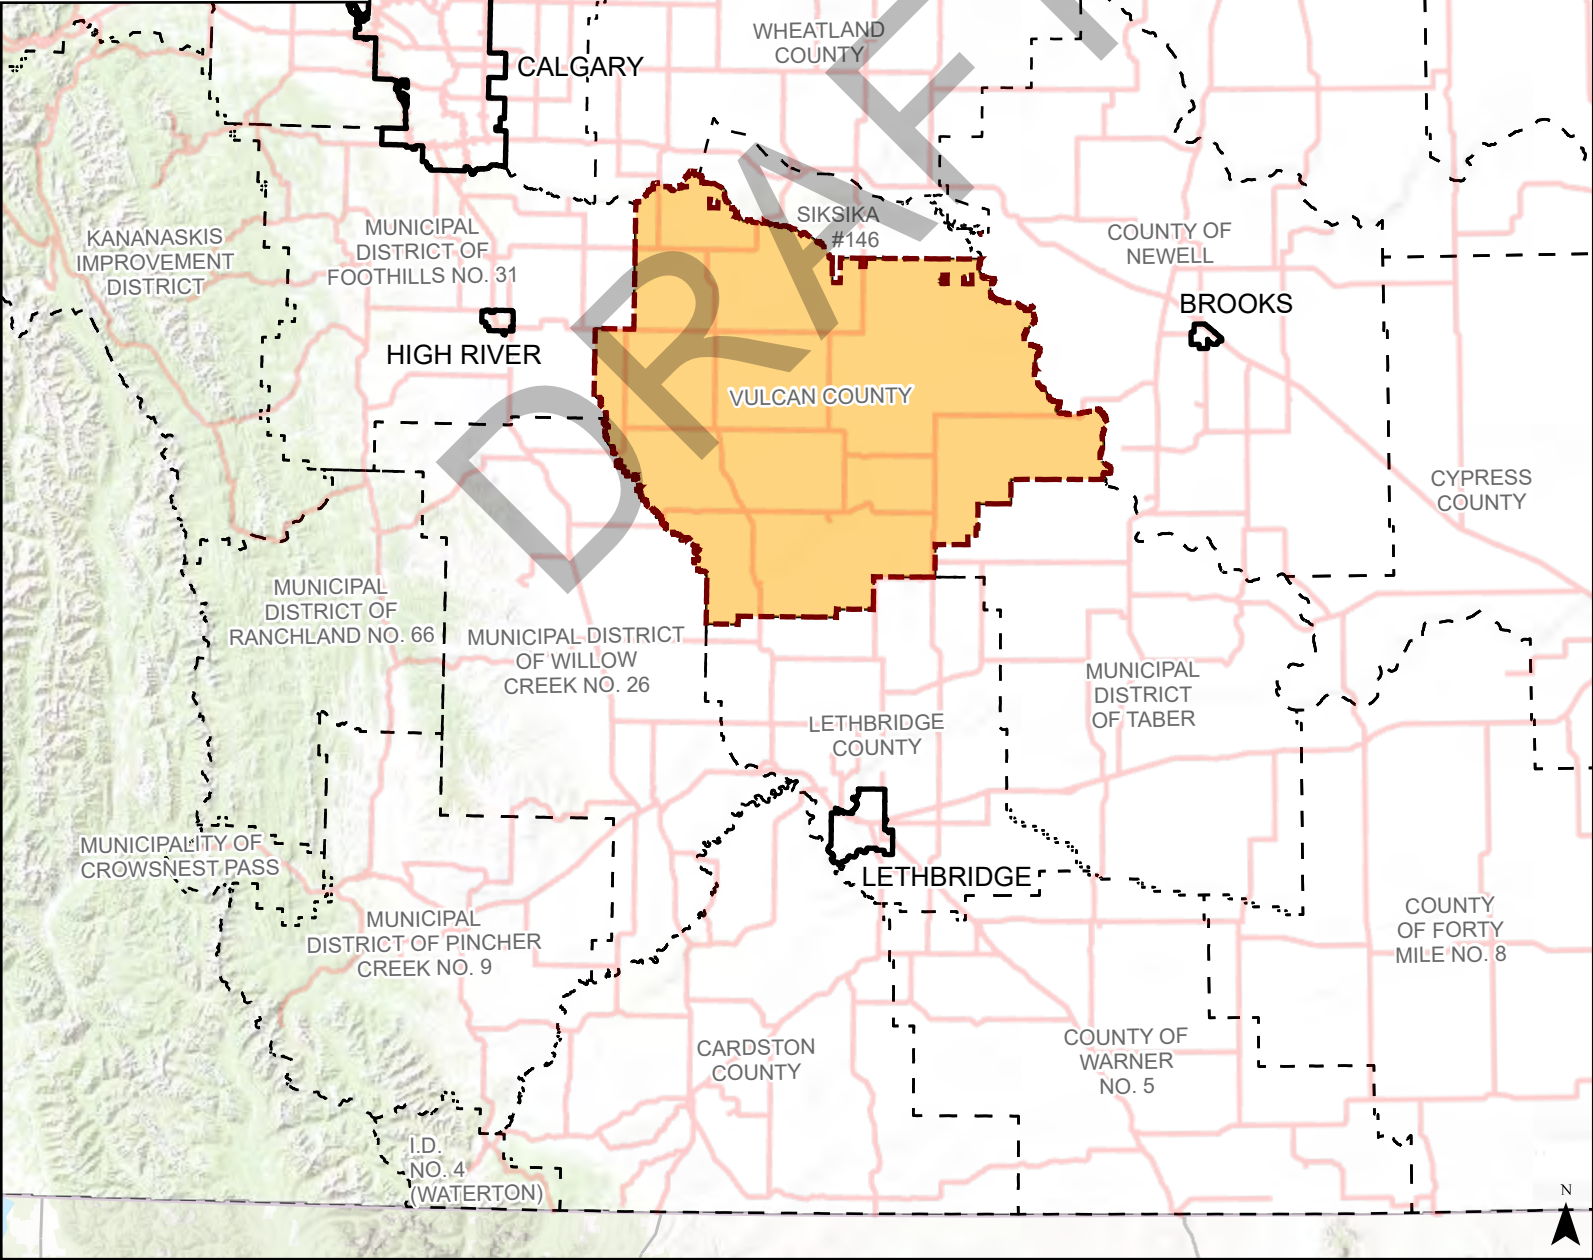 WHEATLAND
COUNTY
CALGARY
SIKSIKA
#146
MUNICIPAL
DISTRICT OF
FOOTHILLS NO. 31
KANANASKIS
IMPROVEMENT
DISTRICT
COUNTY OF
NEWELL
BROOKS
HIGH RIVER
VULCAN COUNTY
DRAFT
CYPRESS
COUNTY
MUNICIPAL
DISTRICT OF
RANCHLAND NO. 66
MUNICIPAL DISTRICT
OF WILLOW
CREEK NO. 26
MUNICIPAL
DISTRICT
OF TABER
LETHBRIDGE
COUNTY
MUNICIPALITY OF
CROWSNEST PASS
LETHBRIDGE
MUNICIPAL
DISTRICT OF PINCHER
CREEK NO. 9
COUNTY
OF FORTY
MILE NO. 8
CARDSTON
COUNTY
COUNTY OF
WARNER
NO. 5
I.D.
NO. 4
(WATERTON)
N